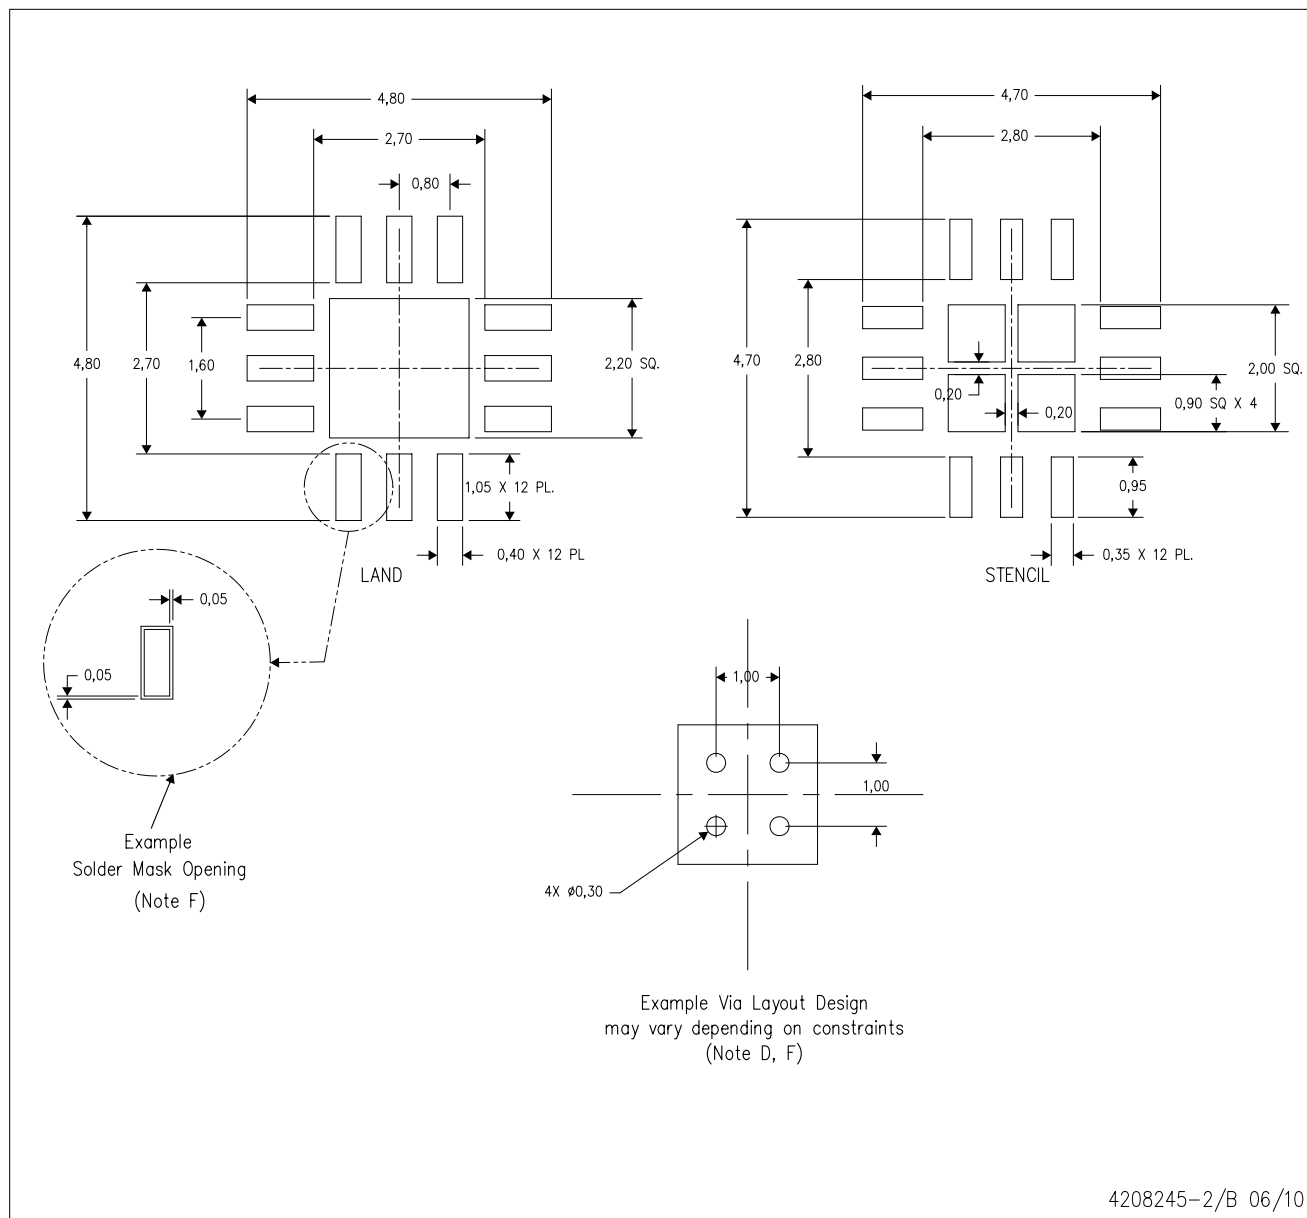 4,80
2,70
0,80
4,80
2,70
1,60
2,20 SQ.
1,05 X 12 PL.
0,40 X 12 PL
LAND
4,70
2,80
4,70
2,80
0,20
0,20
2,00 SQ.
0,90 SQ X 4
0,95
0,35 X 12 PL.
STENCIL
0,05
0,05
Example
Solder Mask Opening
(Note F)
1,00
1,00
4X ø0,30
Example Via Layout Design
may vary depending on constraints
(Note D, F)
4208245-2/B 06/10